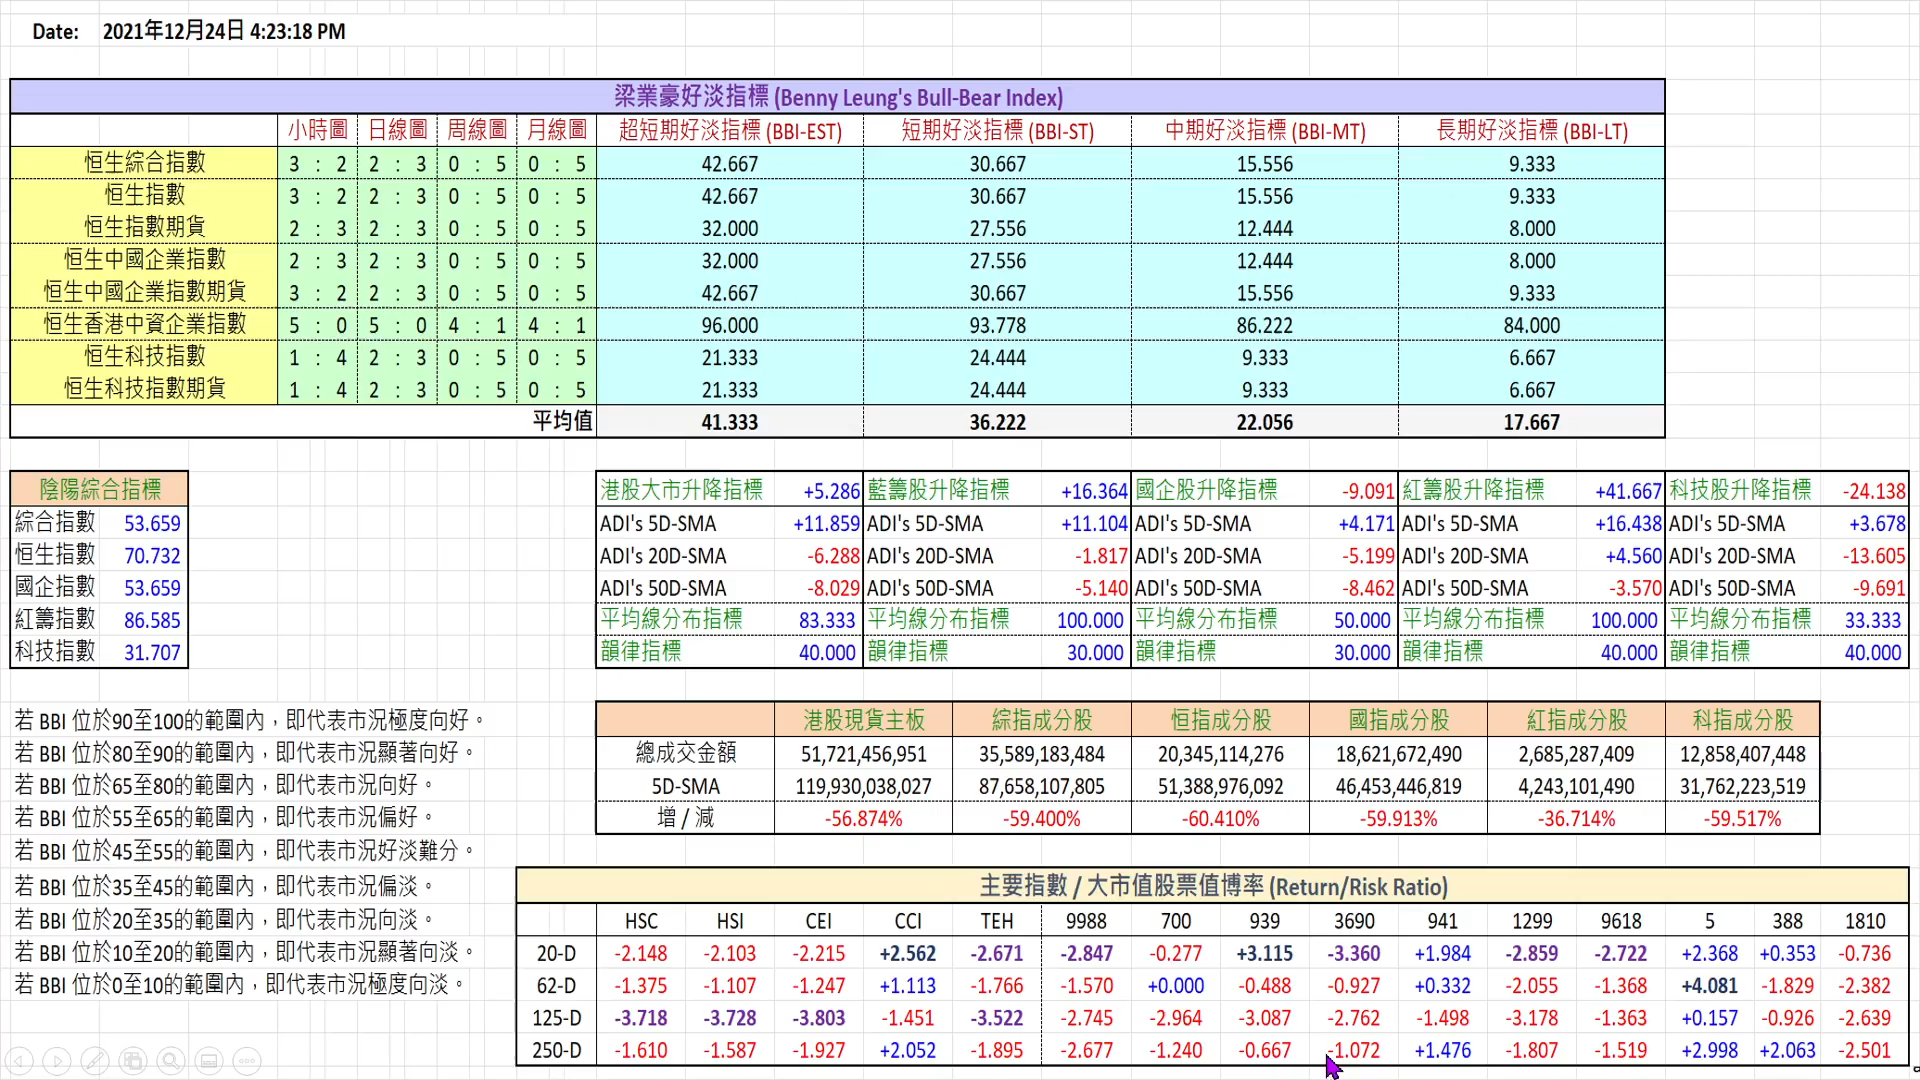 Date: 2021年12月24日 4:23:18 PM
梁業豪好淡指標 (Benny Leung's Bull-Bear Index)
小時圖 日線圖 周線圖 月線圖 超短期好淡指標 (BBI-EST) 短期好淡指標 (BBI-ST) 中期好淡指標 (BBI-MT) 長期好淡指標 (BBI-LT)
恒生綜合指數 3 : 2 2 : 3 0 : 5 0 : 5 42.667 30.667 15.556 9.333
恒生指數 3 : 2 2 : 3 0 : 5 0 : 5 42.667 30.667 15.556 9.333
恒生指數期貨 2 : 3 2 : 3 0 : 5 0 : 5 32.000 27.556 12.444 8.000
恒生中國企業指數 2 : 3 2 : 3 0 : 5 0 : 5 32.000 27.556 12.444 8.000
恒生中國企業指數期貨 3 : 2 2 : 3 0 : 5 0 : 5 42.667 30.667 15.556 9.333
恒生香港中資企業指數 5 : 0 5 : 0 4 : 1 4 : 1 96.000 93.778 86.222 84.000
恒生科技指數 1 : 4 2 : 3 0 : 5 0 : 5 21.333 24.444 9.333 6.667
恒生科技指數期貨 1 : 4 2 : 3 0 : 5 0 : 5 21.333 24.444 9.333 6.667
平均值 41.333 36.222 22.056 17.667
陰陽綜合指標
綜合指數 53.659
恒生指數 70.732
國企指數 53.659
紅籌指數 86.585
科技指數 31.707
港股大市升降指標 +5.286 藍籌股升降指標 +16.364 國企股升降指標 -9.091 紅籌股升降指標 +41.667 科技股升降指標 -24.138
ADI's 5D-SMA +11.859 ADI's 5D-SMA +11.104 ADI's 5D-SMA +4.171 ADI's 5D-SMA +16.438 ADI's 5D-SMA +3.678
ADI's 20D-SMA -6.288 ADI's 20D-SMA -1.817 ADI's 20D-SMA -5.199 ADI's 20D-SMA +4.560 ADI's 20D-SMA -13.605
ADI's 50D-SMA -8.029 ADI's 50D-SMA -5.140 ADI's 50D-SMA -8.462 ADI's 50D-SMA -3.570 ADI's 50D-SMA -9.691
平均線分布指標 83.333 平均線分布指標 100.000 平均線分布指標 50.000 平均線分布指標 100.000 平均線分布指標 33.333
韻律指標 40.000 韻律指標 30.000 韻律指標 30.000 韻律指標 40.000 韻律指標 40.000
若 BBI 位於90至100的範圍內，即代表市況極度向好。
若 BBI 位於80至90的範圍內，即代表市況顯著向好。
若 BBI 位於65至80的範圍內，即代表市況向好。
若 BBI 位於55至65的範圍內，即代表市況偏好。
若 BBI 位於45至55的範圍內，即代表市況好淡難分。
若 BBI 位於35至45的範圍內，即代表市況偏淡。
若 BBI 位於20至35的範圍內，即代表市況向淡。
若 BBI 位於10至20的範圍內，即代表市況顯著向淡。
若 BBI 位於0至10的範圍內，即代表市況極度向淡。
港股現貨主板 綜指成分股 恒指成分股 國指成分股 紅指成分股 科指成分股
總成交金額 51,721,456,951 35,589,183,484 20,345,114,276 18,621,672,490 2,685,287,409 12,858,407,448
5D-SMA 119,930,038,027 87,658,107,805 51,388,976,092 46,453,446,819 4,243,101,490 31,762,223,519
增 / 減 -56.874% -59.400% -60.410% -59.913% -36.714% -59.517%
主要指數 / 大市值股票值博率 (Return/Risk Ratio)
HSC HSI CEI CCI TEH 9988 700 939 3690 941 1299 9618 5 388 1810
20-D -2.148 -2.103 -2.215 +2.562 -2.671 -2.847 -0.277 +3.115 -3.360 +1.984 -2.859 -2.722 +2.368 +0.353 -0.736
62-D -1.375 -1.107 -1.247 +1.113 -1.766 -1.570 +0.000 -0.488 -0.927 +0.332 -2.055 -1.368 +4.081 -1.829 -2.382
125-D -3.718 -3.728 -3.803 -1.451 -3.522 -2.745 -2.964 -3.087 -2.762 -1.498 -3.178 -1.363 +0.157 -0.926 -2.639
250-D -1.610 -1.587 -1.927 +2.052 -1.895 -2.677 -1.240 -0.667 -1.072 +1.476 -1.807 -1.519 +2.998 +2.063 -2.501